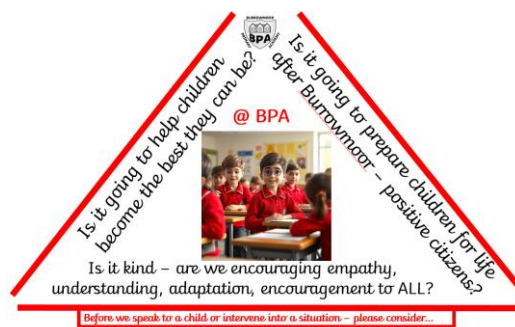 BPA
Is it going to help children
become the best they can be?
Is it going to prepare children for life
after Burrowmoor – positive citizens?
@ BPA
Is it kind – are we encouraging empathy,
understanding, adaptation, encouragement to ALL?
Before we speak to a child or intervene into a situation – please consider...